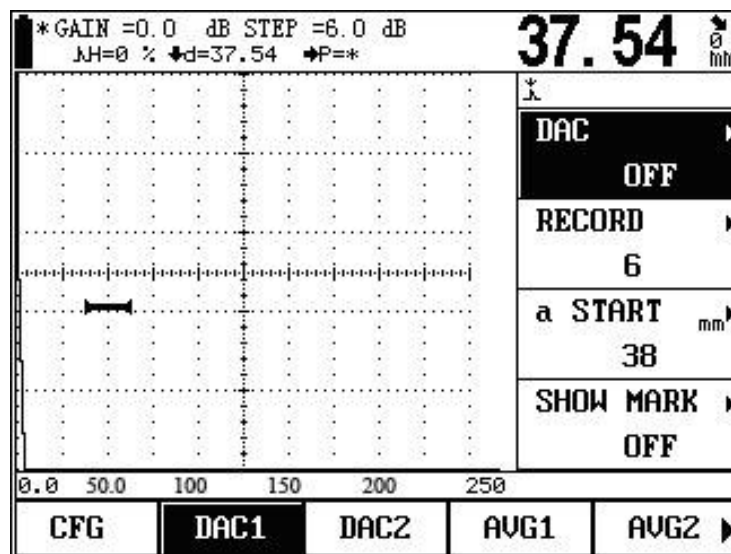 *GAIN =0.0 dB STEP =6.0 dB
H=0 % d=37.54 P=*
37.54
DAC
OFF
RECORD
6
a START mm
38
SHOW MARK
OFF
0.0 50.0 100 150 200 250
CFG DAC1 DAC2 AVG1 AVG2